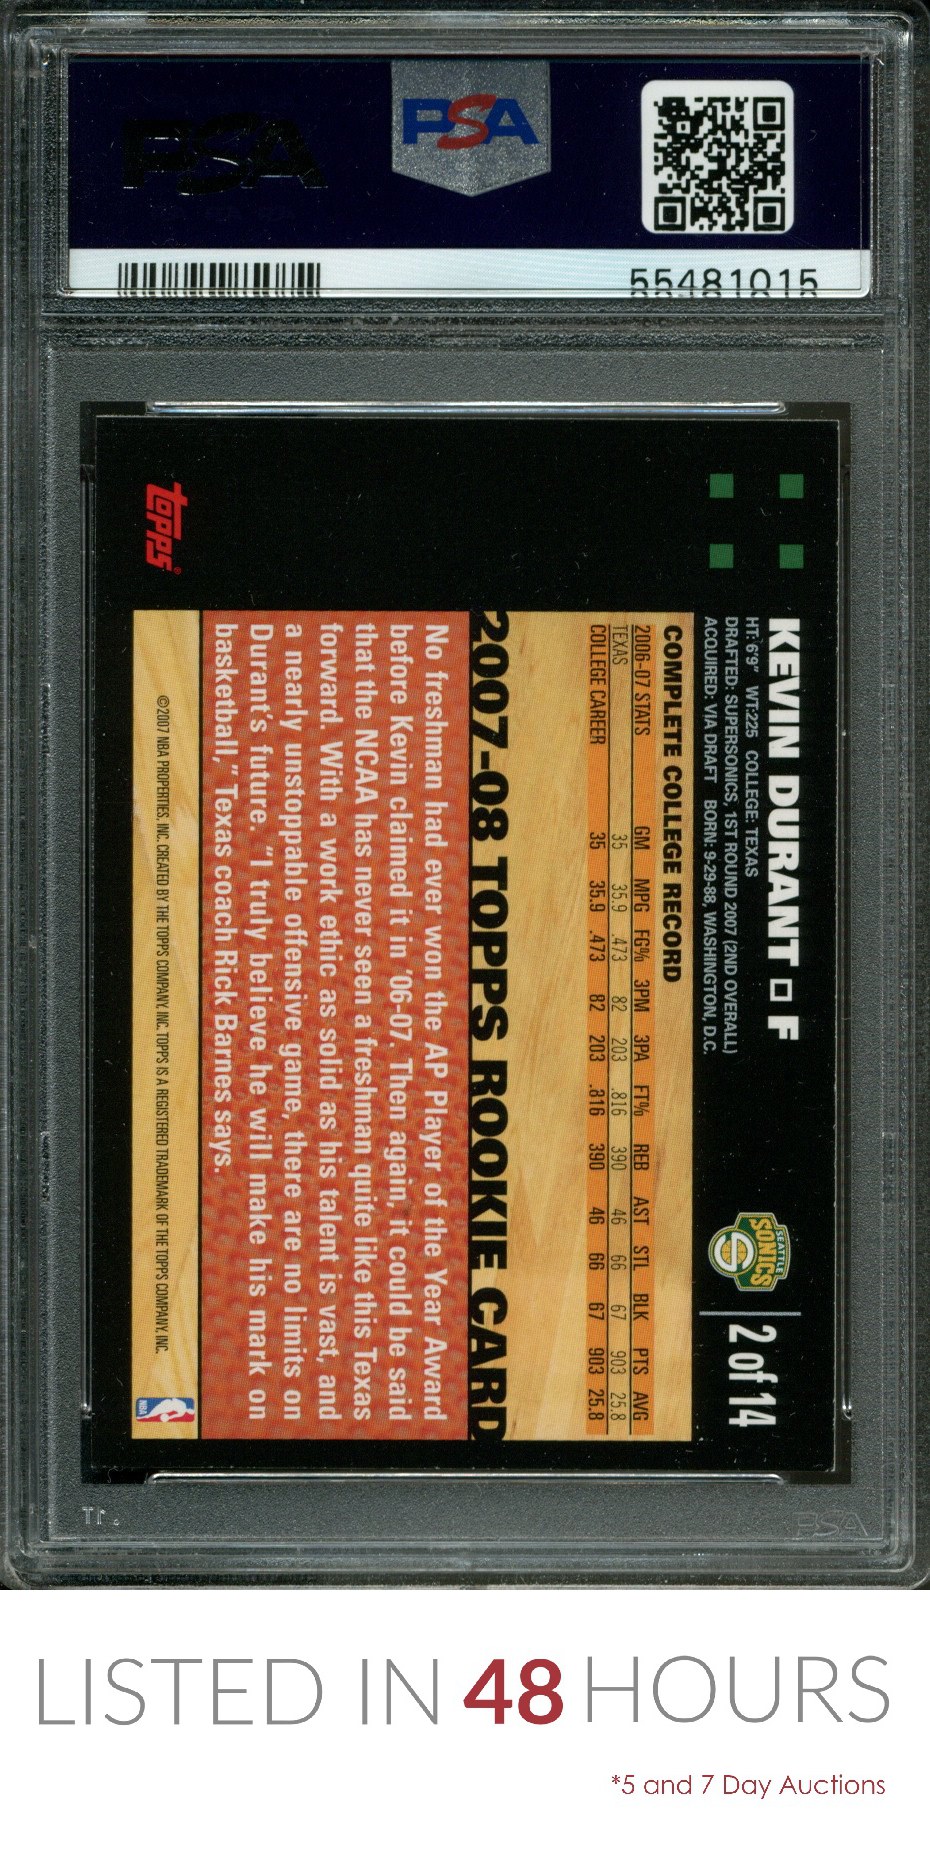 PSA
PSA
55481015
KEVIN DURANT □ F
HT: 6'9" WT:225 COLLEGE: TEXAS
DRAFTED: SUPERSONICS, 1ST ROUND 2007 (2ND OVERALL)
ACQUIRED: VIA DRAFT BORN: 9-29-88, WASHINGTON, D.C.
SEATTLE
SONICS
2 of 14
COMPLETE COLLEGE RECORD
2006-07 STATS GM MPG FG% 3PM 3PA FT% REB AST STL BLK PTS AVG
TEXAS 35 35.9 .473 82 203 .816 390 46 66 67 903 25.8
COLLEGE CAREER 35 35.9 .473 82 203 .816 390 46 66 67 903 25.8
2007-08 TOPPS ROOKIE CARD
No freshman had ever won the AP Player of the Year Award
before Kevin claimed it in '06-07. Then again, it could be said
that the NCAA has never seen a freshman quite like this Texas
forward. With a work ethic as solid as his talent is vast, and
a nearly unstoppable offensive game, there are no limits on
Durant's future. "I truly believe he will make his mark on
basketball," Texas coach Rick Barnes says.
©2007 NBA PROPERTIES, INC. CREATED BY THE TOPPS COMPANY, INC. TOPPS IS A REGISTERED TRADEMARK OF THE TOPPS COMPANY, INC.
NBA
topps®
PSA
LISTED IN 48 HOURS
*5 and 7 Day Auctions